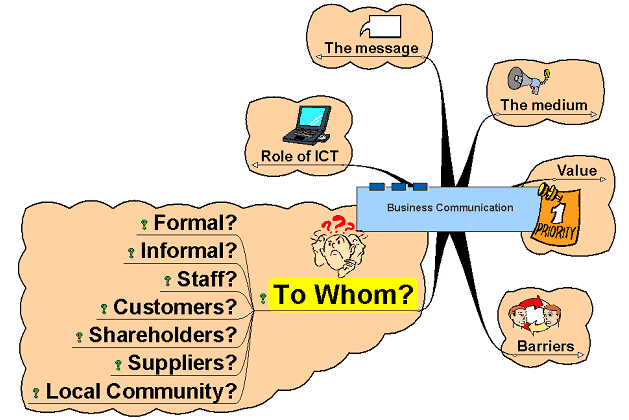 The message
The medium
Role of ICT
Value
Business Communication
1
PRIORITY
Formal?
Informal?
Staff?
To Whom?
Customers?
Shareholders?
Suppliers?
Local Community?
Barriers
???